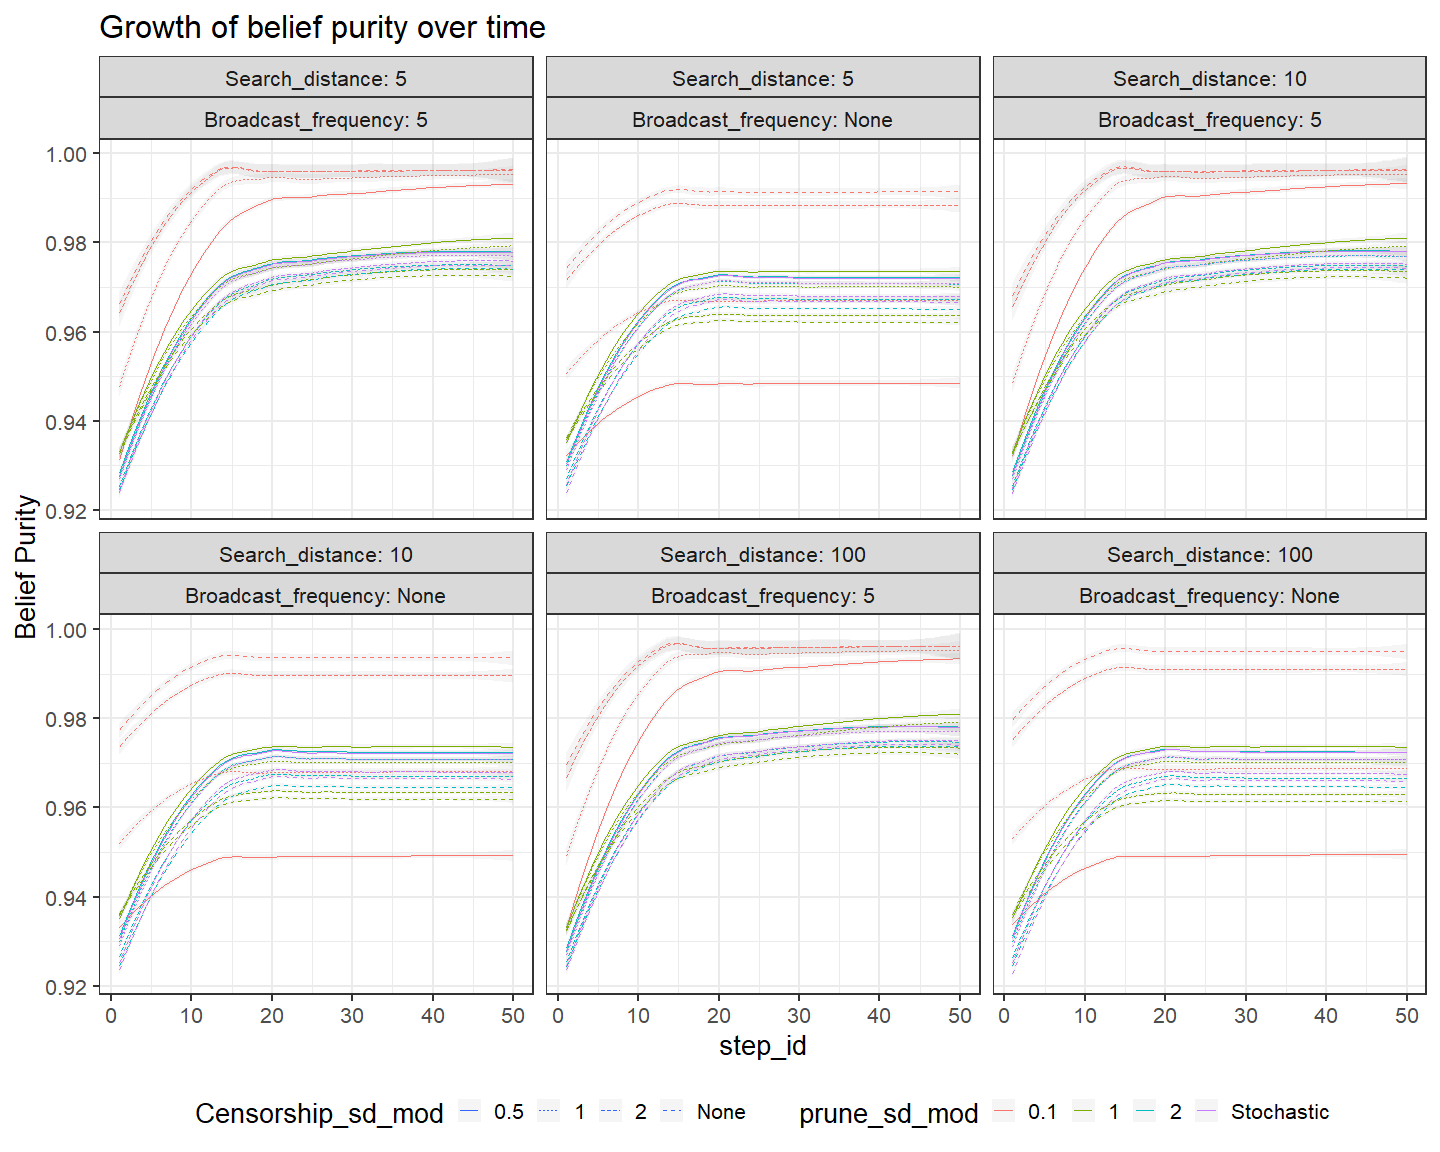 Growth of belief purity over time
Search_distance: 5
Broadcast_frequency: 5
Search_distance: 5
Broadcast_frequency: None
Search_distance: 10
Broadcast_frequency: 5
1.00
0.98
0.96
0.94
0.92
Search_distance: 10
Broadcast_frequency: None
Search_distance: 100
Broadcast_frequency: 5
Search_distance: 100
Broadcast_frequency: None
1.00
0.98
0.96
0.94
0.92
Belief Purity
0 10 20 30 40 50
0 10 20 30 40 50
0 10 20 30 40 50
step_id
Censorship_sd_mod 0.5 1 2 None
prune_sd_mod 0.1 1 2 Stochastic